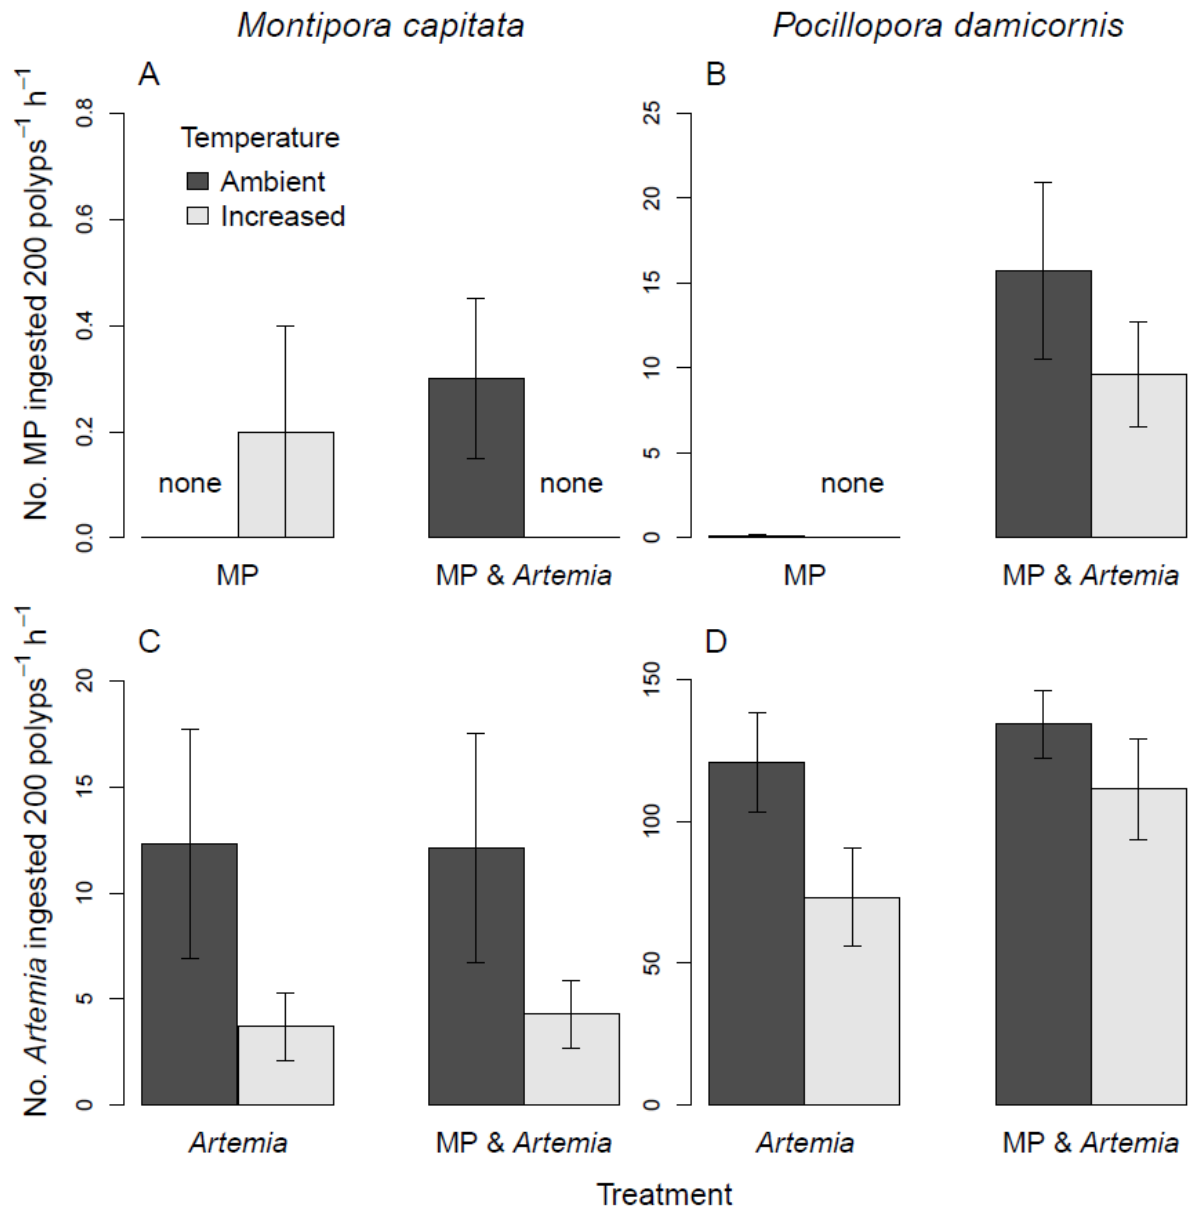 Montipora capitata
Pocillopora damicornis
A
B
No. MP ingested 200 polyps⁻¹ h⁻¹
0.8
0.6
0.4
0.2
0.0
Temperature
Ambient
Increased
none
none
MP
MP & Artemia
25
20
15
10
5
0
none
MP
MP & Artemia
C
D
No. Artemia ingested 200 polyps⁻¹ h⁻¹
20
15
10
5
0
Artemia
MP & Artemia
150
100
50
0
Artemia
MP & Artemia
Treatment